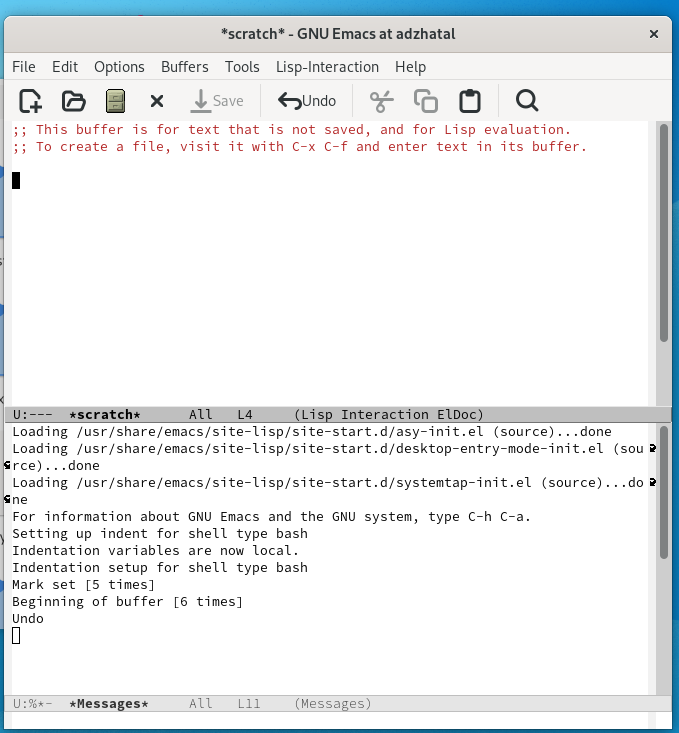 *scratch* - GNU Emacs at adzhatal
File Edit Options Buffers Tools Lisp-Interaction Help
Save Undo
;; This buffer is for text that is not saved, and for Lisp evaluation.
;; To create a file, visit it with C-x C-f and enter text in its buffer.
U:--- *scratch* All L4 (Lisp Interaction ElDoc)
Loading /usr/share/emacs/site-lisp/site-start.d/asy-init.el (source)...done
Loading /usr/share/emacs/site-lisp/site-start.d/desktop-entry-mode-init.el (sou
rce)...done
Loading /usr/share/emacs/site-lisp/site-start.d/systemtap-init.el (source)...do
ne
For information about GNU Emacs and the GNU system, type C-h C-a.
Setting up indent for shell type bash
Indentation variables are now local.
Indentation setup for shell type bash
Mark set [5 times]
Beginning of buffer [6 times]
Undo
U:%*- *Messages* All L11 (Messages)